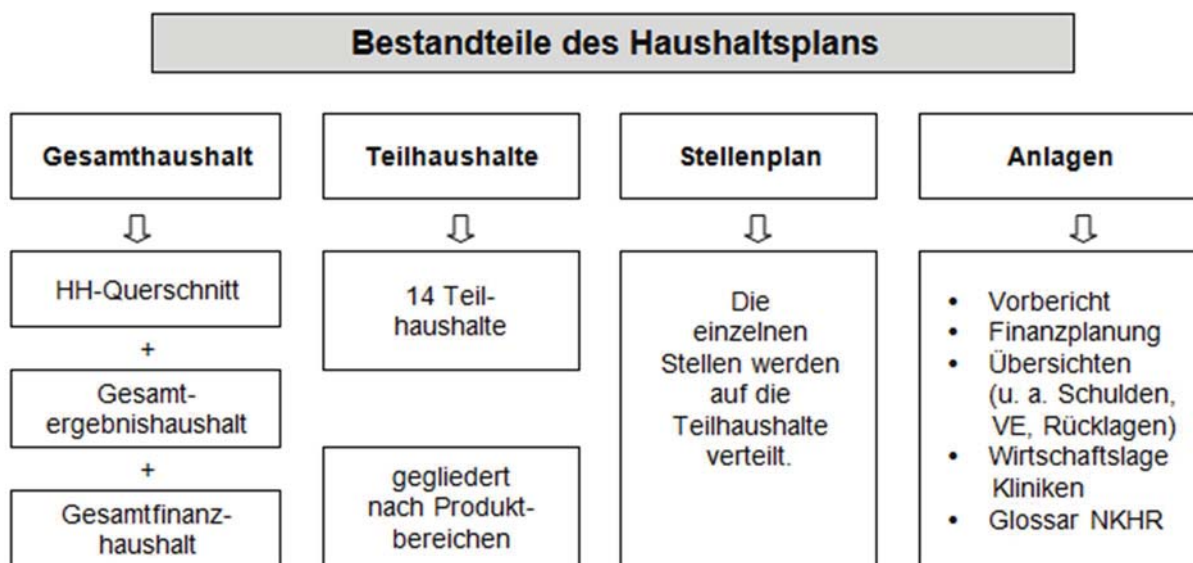 Bestandteile des Haushaltsplans
Gesamthaushalt
HH-Querschnitt
+
Gesamt-
ergebnishaushalt
+
Gesamtfinanz-
haushalt
Teilhaushalte
14 Teil-
haushalte
gegliedert
nach Produkt-
bereichen
Stellenplan
Die
einzelnen
Stellen werden
auf die
Teilhaushalte
verteilt.
Anlagen
• Vorbericht
• Finanzplanung
• Übersichten
(u. a. Schulden,
VE, Rücklagen)
• Wirtschaftslage
Kliniken
• Glossar NKHR